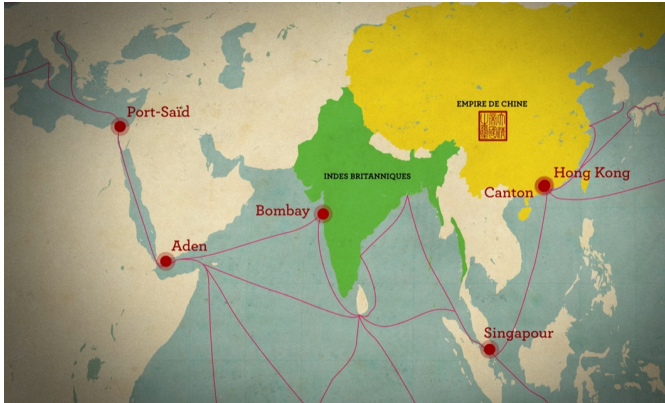 EMPIRE DE CHINE
Port-Saïd
Hong Kong
INDES BRITANNIQUES
Canton
Bombay
Aden
Singapour